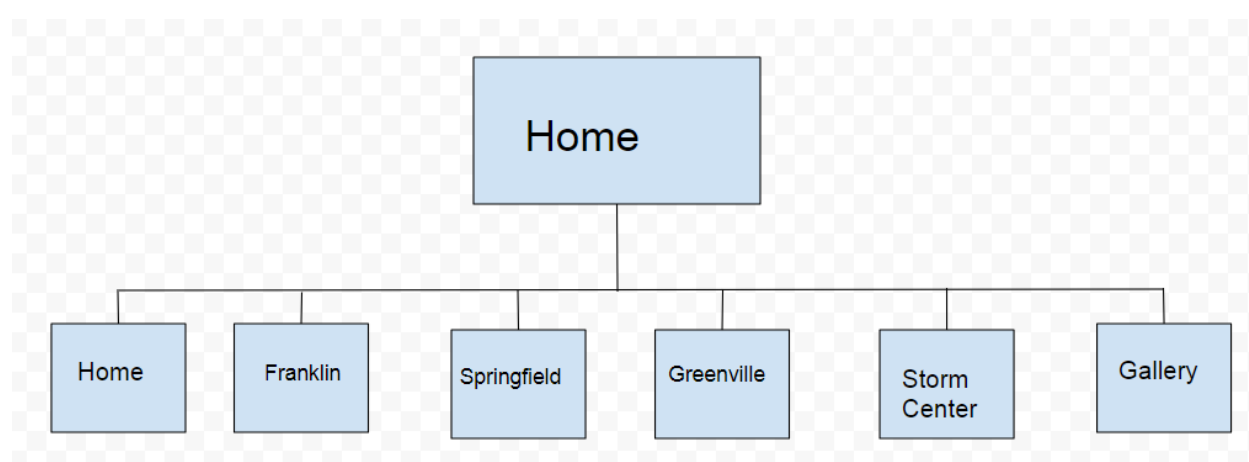 Home
Home
Franklin
Springfield
Greenville
Storm
Center
Gallery